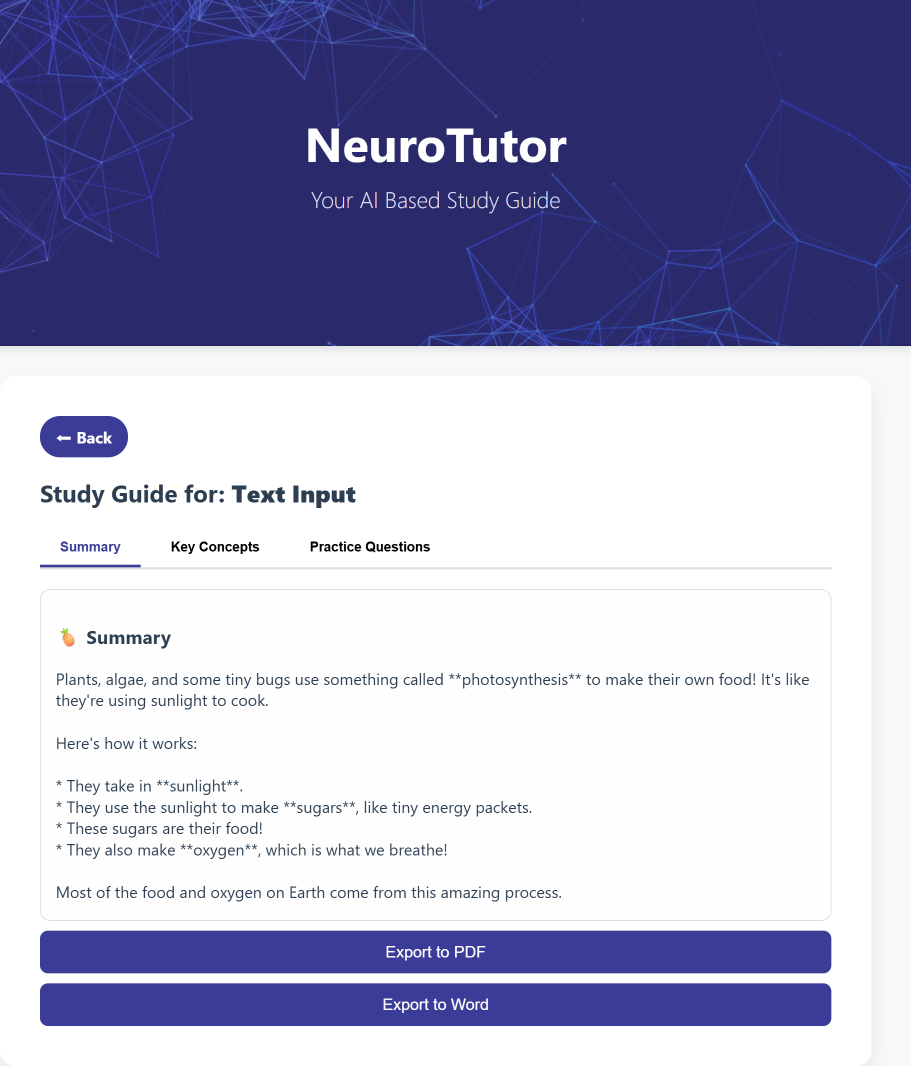 NeuroTutor
Your AI Based Study Guide
← Back
Study Guide for: Text Input
Summary
Key Concepts
Practice Questions
Summary
Plants, algae, and some tiny bugs use something called **photosynthesis** to make their own food! It's like
they're using sunlight to cook.
Here's how it works:
* They take in **sunlight**.
* They use the sunlight to make **sugars**, like tiny energy packets.
* These sugars are their food!
* They also make **oxygen**, which is what we breathe!
Most of the food and oxygen on Earth come from this amazing process.
Export to PDF
Export to Word